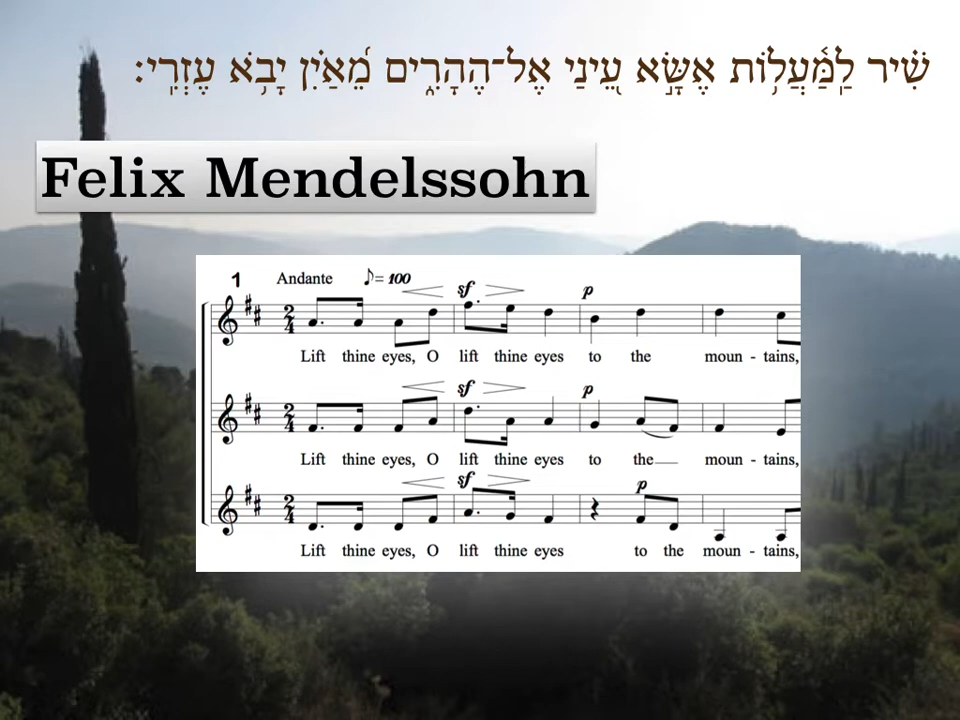 שִׁ֗יר לַֽמַּ֫עֲל֥וֹת אֶשָּׂ֣א עֵ֭ינַי אֶל־הֶהָרִ֑ים מֵ֝אַ֗יִן יָבֹ֥א עֶזְרִֽי׃
Felix Mendelssohn
1 Andante ♪= 100
sf p
Lift thine eyes, O lift thine eyes to the moun - tains,
sf p
Lift thine eyes, O lift thine eyes to the moun - tains,
sf p
Lift thine eyes, O lift thine eyes to the moun - tains,